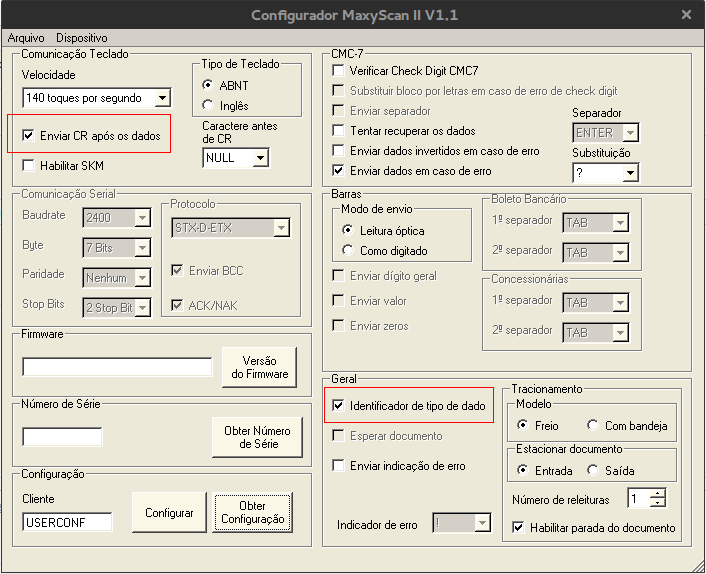 Configurador MaxyScan II V1.1
Arquivo Dispositivo
Comunicação Teclado
Velocidade
140 toques por segundo
Enviar CR após os dados
Habilitar SKM
Tipo de Teclado
ABNT
Inglês
Caractere antes
de CR
NULL
CMC-7
Verificar Check Digit CMC7
Substituir bloco por letras em caso de erro de check digit
Enviar separador
Tentar recuperar os dados
Enviar dados invertidos em caso de erro
Enviar dados em caso de erro
Separador
ENTER
Substituição
?
Comunicação Serial
Baudrate 2400
Byte 7 Bits
Paridade Nenhum
Stop Bits 2 Stop Bit
Protocolo
STX-D-ETX
Enviar BCC
ACK/NAK
Barras
Modo de envio
Leitura óptica
Como digitado
Enviar dígito geral
Enviar valor
Enviar zeros
Boleto Bancário
1º separador TAB
2º separador TAB
Concessionárias
1º separador TAB
2º separador TAB
Firmware
Versão
do Firmware
Número de Série
Obter Número
de Série
Configuração
Cliente
USERCONF
Configurar
Obter
Configuração
Geral
Identificador de tipo de dado
Esperar documento
Enviar indicação de erro
Indicador de erro !
Tracionamento
Modelo
Freio Com bandeja
Estacionar documento
Entrada Saída
Número de releituras 1
Habilitar parada do documento